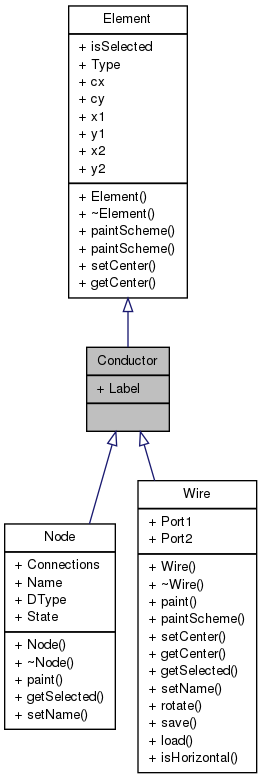 Element
+ isSelected
+ Type
+ cx
+ cy
+ x1
+ y1
+ x2
+ y2
+ Element()
+ ~Element()
+ paintScheme()
+ paintScheme()
+ setCenter()
+ getCenter()
Conductor
+ Label
Node
+ Connections
+ Name
+ DType
+ State
+ Node()
+ ~Node()
+ paint()
+ getSelected()
+ setName()
Wire
+ Port1
+ Port2
+ Wire()
+ ~Wire()
+ paint()
+ paintScheme()
+ setCenter()
+ getCenter()
+ getSelected()
+ setName()
+ rotate()
+ save()
+ load()
+ isHorizontal()